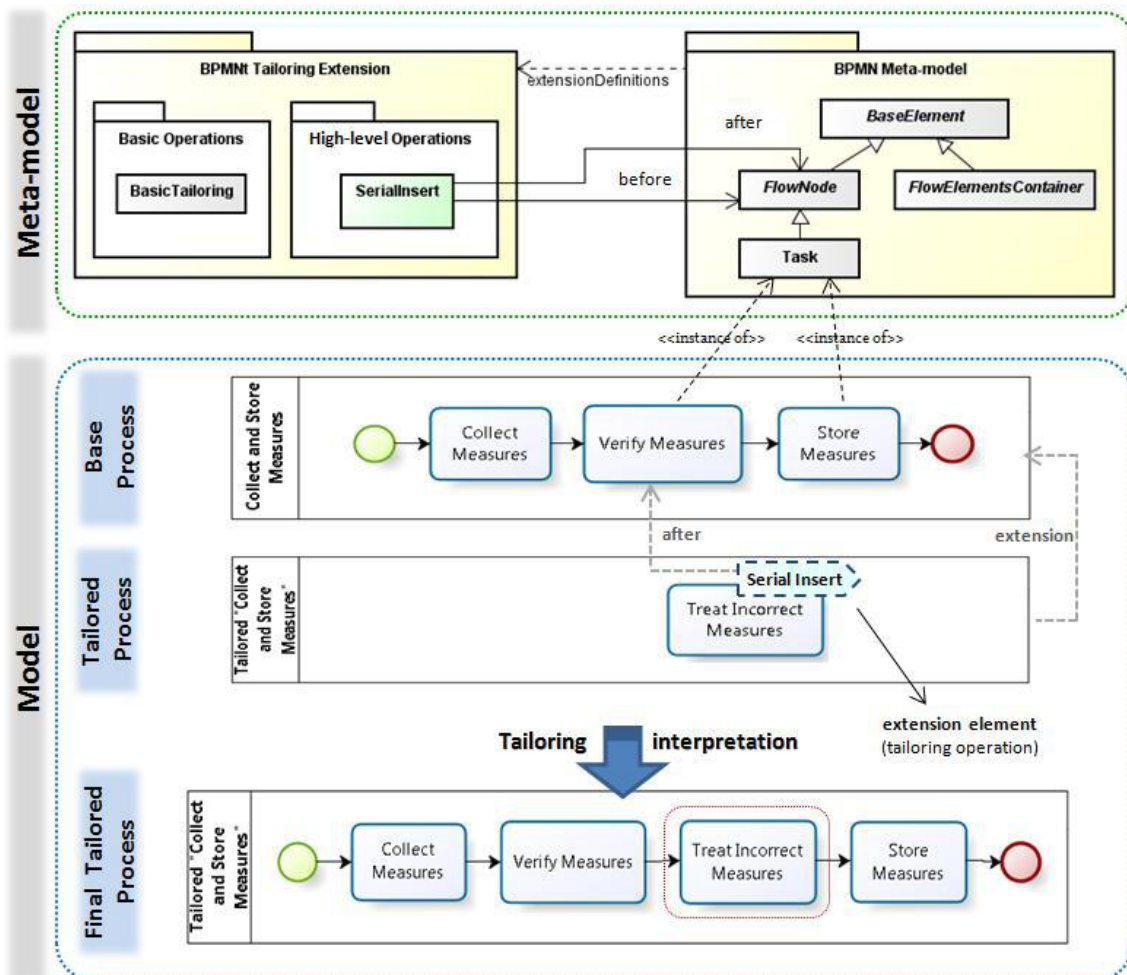 Meta-model
BPMNt Tailoring Extension
Basic Operations
BasicTailoring
High-level Operations
SerialInsert
extensionDefinitions
after
before
BPMN Meta-model
BaseElement
FlowNode
FlowElementsContainer
Task
<<instance of>>
<<instance of>>
Model
Base
Process
Collect and Store
Measures
Collect
Measures
Verify Measures
Store
Measures
after
extension
Tailored
Process
Tailored "Collect
and Store
Measures"
Serial Insert
Treat Incorrect
Measures
extension element
(tailoring operation)
Tailoring interpretation
Final Tailored
Process
Tailored "Collect
and Store
Measures"
Collect
Measures
Verify Measures
Treat Incorrect
Measures
Store
Measures